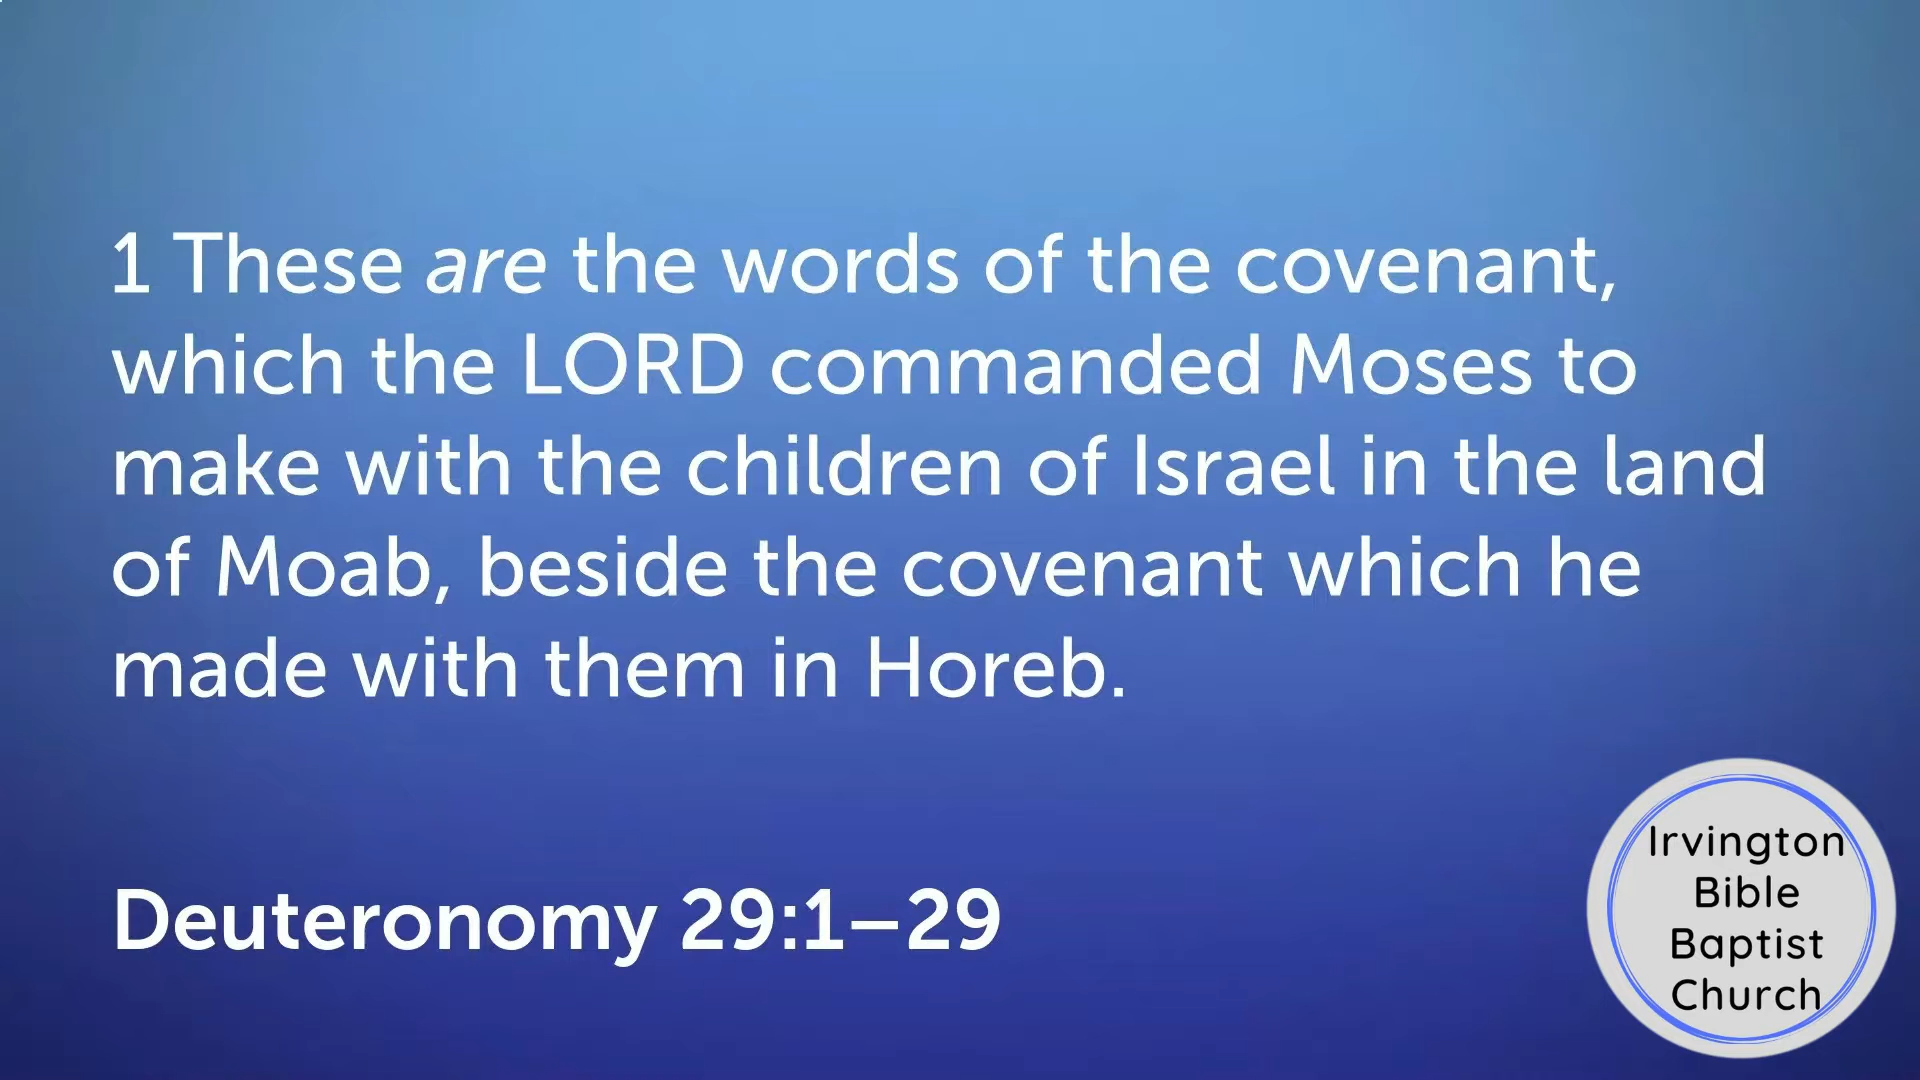 1 These are the words of the covenant,
which the LORD commanded Moses to
make with the children of Israel in the land
of Moab, beside the covenant which he
made with them in Horeb.
Deuteronomy 29:1–29
Irvington
Bible
Baptist
Church